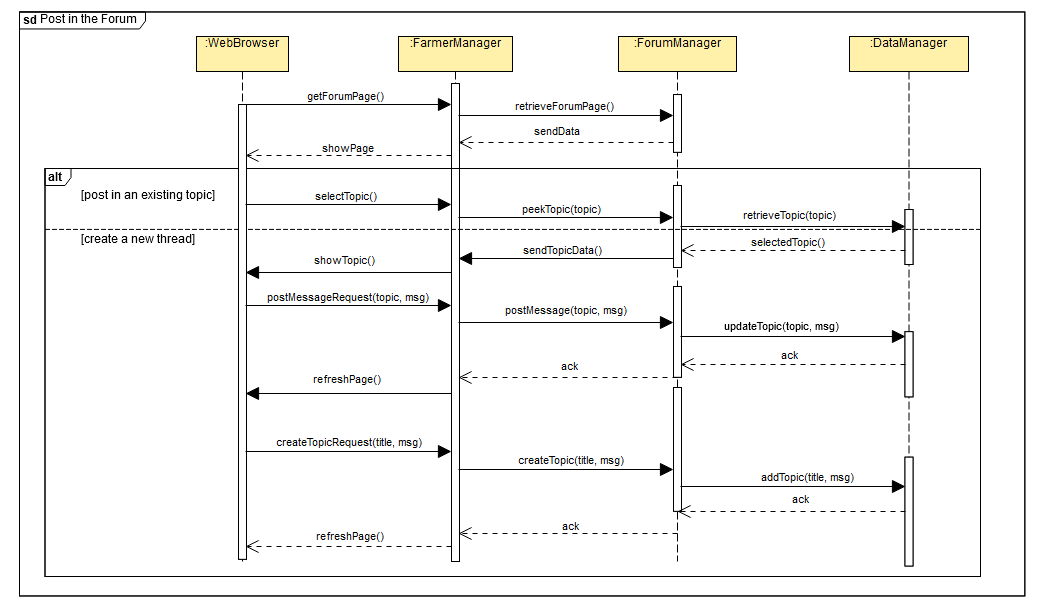 sd Post in the Forum
:WebBrowser
:FarmerManager
:ForumManager
:DataManager
getForumPage()
retrieveForumPage()
sendData
showPage
alt
[post in an existing topic]
selectTopic()
peekTopic(topic)
retrieveTopic(topic)
[create a new thread]
selectedTopic()
sendTopicData()
showTopic()
postMessageRequest(topic, msg)
postMessage(topic, msg)
updateTopic(topic, msg)
ack
ack
refreshPage()
createTopicRequest(title, msg)
createTopic(title, msg)
addTopic(title, msg)
ack
ack
refreshPage()